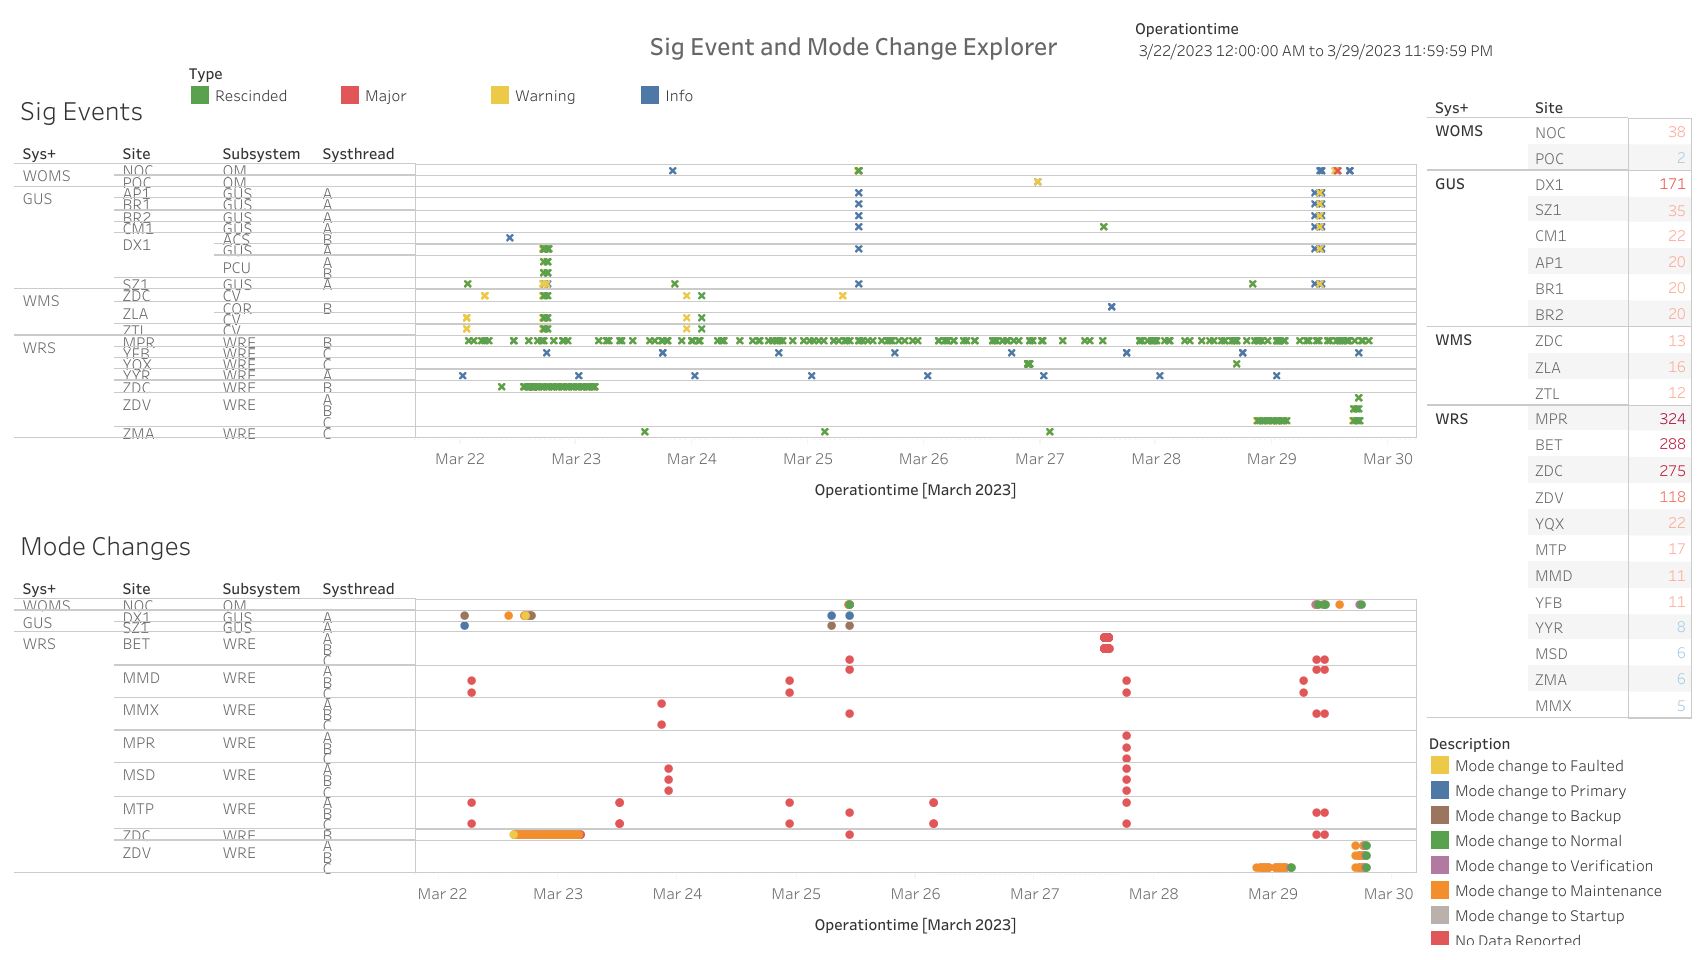 Sig Event and Mode Change Explorer
Operationtime
3/22/2023 12:00:00 AM to 3/29/2023 11:59:59 PM
Type
Rescinded Major Warning Info
Sig Events
Sys+ Site Subsystem Systhread
WOMS NOC OM
POC OM
GUS AP1 GUS A
BR1 GUS A
BR2 GUS A
CM1 GUS A
DX1 ACS B
GUS A
PCU A
B
SZ1 GUS A
WMS ZDC CV
ZLA COR B
CV
ZTL CV
WRS MPR WRE B
YFB WRE C
YQX WRE C
YYR WRE A
ZDC WRE B
ZDV WRE A
B
C
ZMA WRE C
Mar 22 Mar 23 Mar 24 Mar 25 Mar 26 Mar 27 Mar 28 Mar 29 Mar 30
Operationtime [March 2023]
Mode Changes
Sys+ Site Subsystem Systhread
WOMS NOC OM
GUS DX1 GUS A
SZ1 GUS A
WRS BET WRE A
B
C
MMD WRE A
B
C
MMX WRE A
B
C
MPR WRE A
B
C
MSD WRE A
B
C
MTP WRE A
B
C
ZDC WRE B
ZDV WRE A
B
C
Mar 22 Mar 23 Mar 24 Mar 25 Mar 26 Mar 27 Mar 28 Mar 29 Mar 30
Operationtime [March 2023]
Sys+ Site
WOMS NOC 38
POC 2
GUS DX1 171
SZ1 35
CM1 22
AP1 20
BR1 20
BR2 20
WMS ZDC 13
ZLA 16
ZTL 12
WRS MPR 324
BET 288
ZDC 275
ZDV 118
YQX 22
MTP 17
MMD 11
YFB 11
YYR 8
MSD 6
ZMA 6
MMX 5
Description
Mode change to Faulted
Mode change to Primary
Mode change to Backup
Mode change to Normal
Mode change to Verification
Mode change to Maintenance
Mode change to Startup
No Data Reported